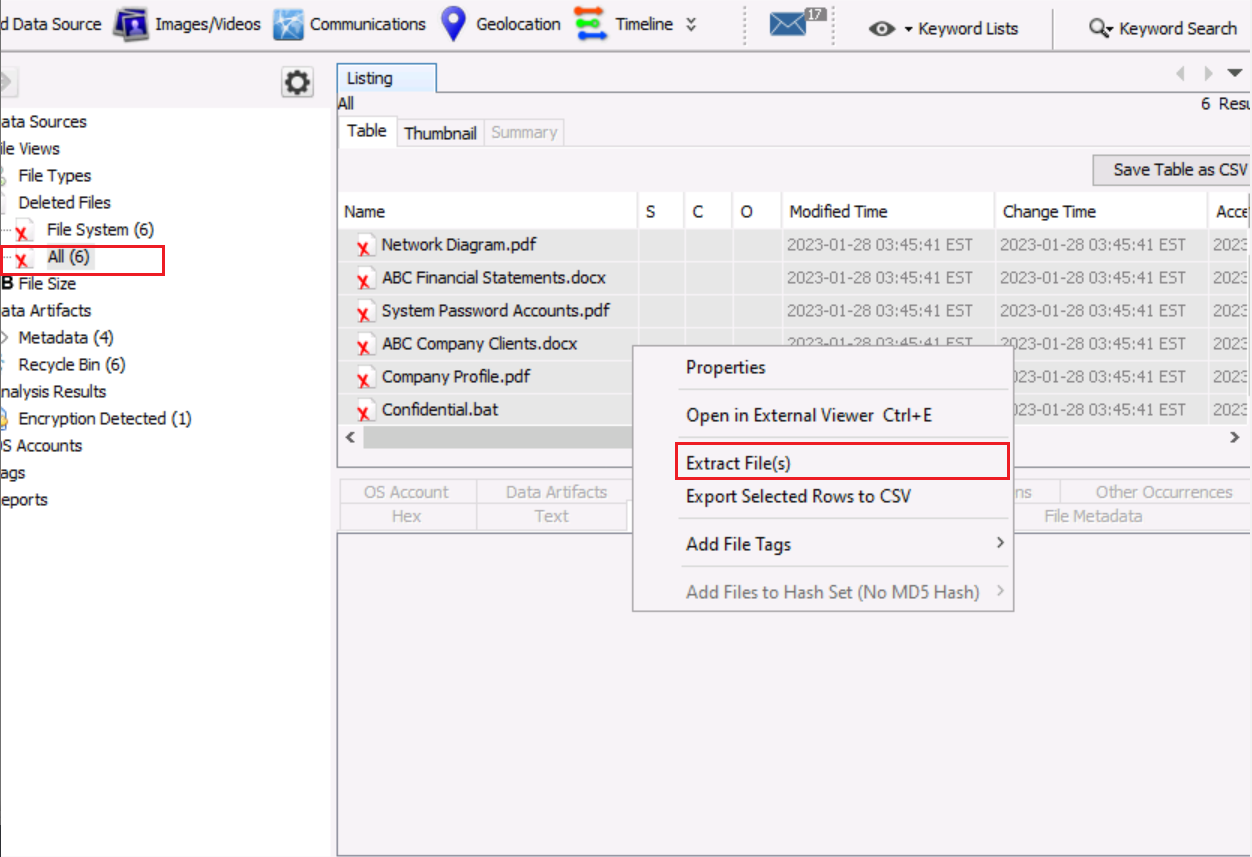 d Data Source Images/Videos Communications Geolocation Timeline 17 Keyword Lists Keyword Search
Listing
All 6 Resu
Table Thumbnail Summary
Save Table as CSV
ata Sources
ile Views
File Types
Deleted Files
File System (6)
All (6)
B File Size
ata Artifacts
Metadata (4)
Recycle Bin (6)
nalysis Results
Encryption Detected (1)
OS Accounts
ags
eports
Name S C O Modified Time Change Time Acce
Network Diagram.pdf 2023-01-28 03:45:41 EST 2023-01-28 03:45:41 EST 2023
ABC Financial Statements.docx 2023-01-28 03:45:41 EST 2023-01-28 03:45:41 EST 2023
System Password Accounts.pdf 2023-01-28 03:45:41 EST 2023-01-28 03:45:41 EST 2023
ABC Company Clients.docx 2023-01-28 03:45:41 EST 2023-01-28 03:45:41 EST 2023
Company Profile.pdf 023-01-28 03:45:41 EST 2023
Confidential.bat 023-01-28 03:45:41 EST 2023
Properties
Open in External Viewer Ctrl+E
Extract File(s)
Export Selected Rows to CSV
Add File Tags
Add Files to Hash Set (No MD5 Hash)
OS Account Data Artifacts ns Other Occurrences
Hex Text File Metadata